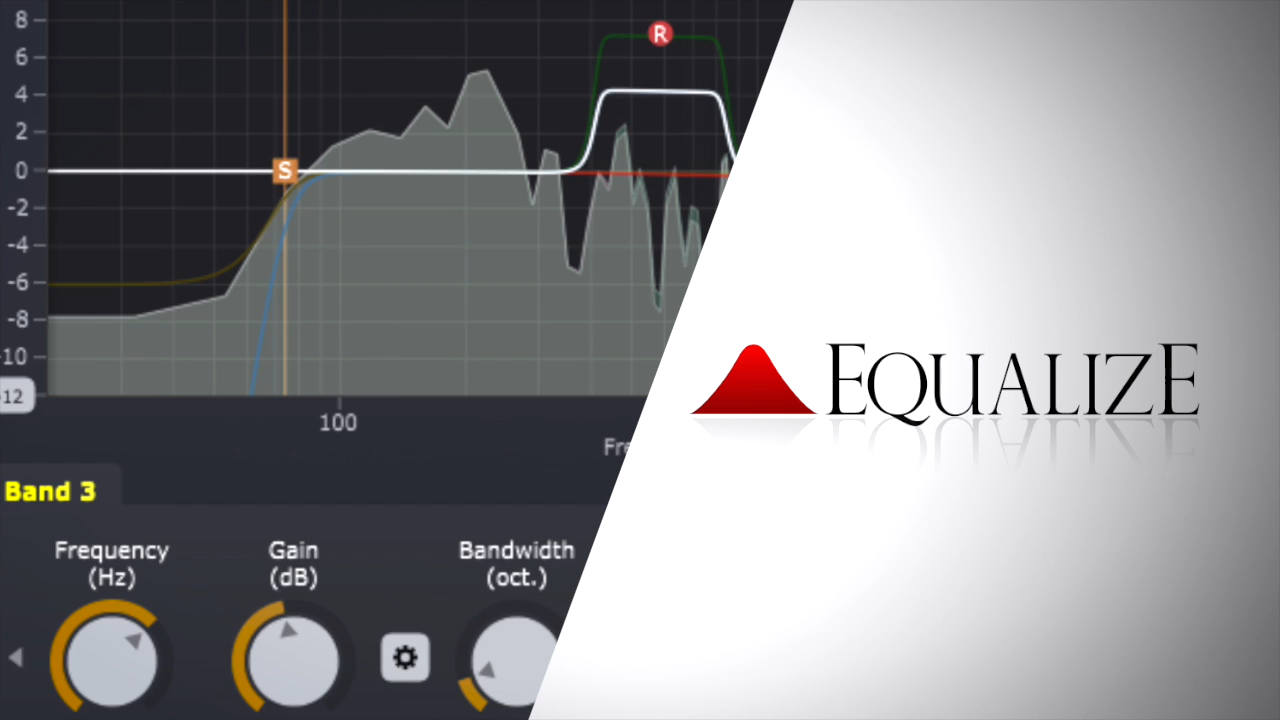 8
6
4
2
0
-2
-4
-6
-8
-10
-12
R
S
100
EQUALIZE
Band 3
Frequency
(Hz)
Gain
(dB)
Bandwidth
(oct.)